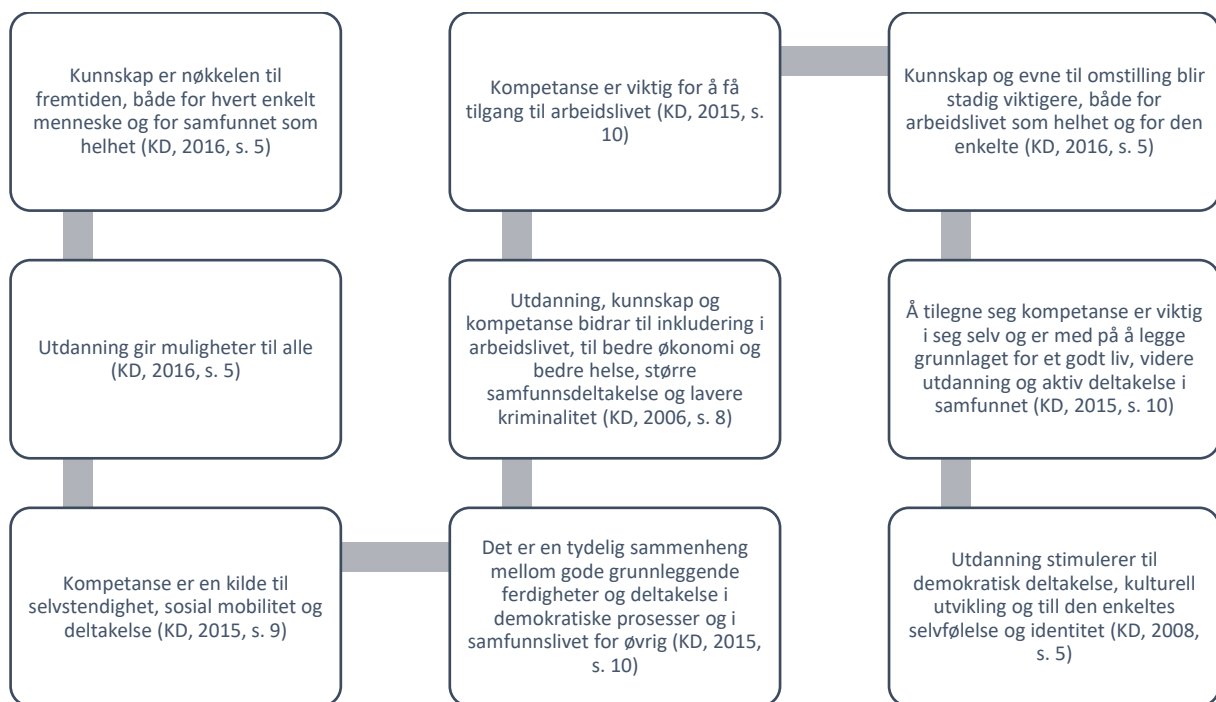 Kunnskap er nøkkelen til
fremtiden, både for hvert enkelt
menneske og for samfunnet som
helhet (KD, 2016, s. 5)
Utdanning gir muligheter til alle
(KD, 2016, s. 5)
Kompetanse er en kilde til
selvstendighet, sosial mobilitet og
deltakelse (KD, 2015, s. 9)
Det er en tydelig sammenheng
mellom gode grunnleggende
ferdigheter og deltakelse i
demokratiske prosesser og i
samfunnslivet for øvrig (KD, 2015,
s. 10)
Utdanning, kunnskap og
kompetanse bidrar til inkludering i
arbeidslivet, til bedre økonomi og
bedre helse, større
samfunnsdeltakelse og lavere
kriminalitet (KD, 2006, s. 8)
Kompetanse er viktig for å få
tilgang til arbeidslivet (KD, 2015, s.
10)
Kunnskap og evne til omstilling blir
stadig viktigere, både for
arbeidslivet som helhet og for den
enkelte (KD, 2016, s. 5)
Å tilegne seg kompetanse er viktig
i seg selv og er med på å legge
grunnlaget for et godt liv, videre
utdanning og aktiv deltakelse i
samfunnet (KD, 2015, s. 10)
Utdanning stimulerer til
demokratisk deltakelse, kulturell
utvikling og till den enkeltes
selvfølelse og identitet (KD, 2008,
s. 5)